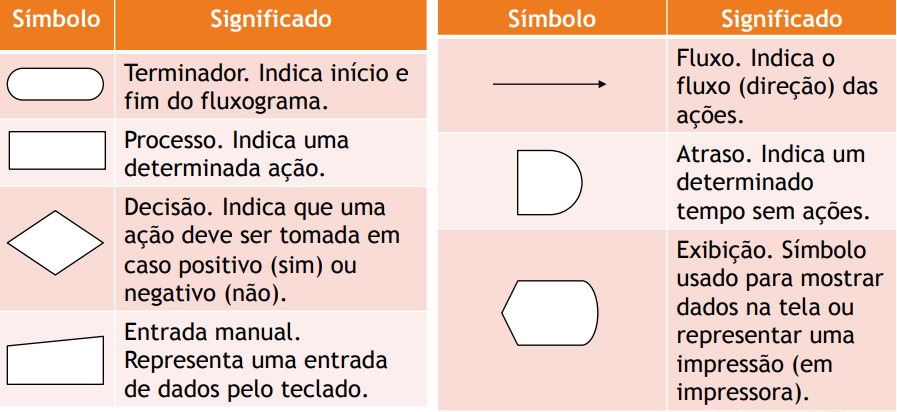 Símbolo
Significado
Terminador. Indica início e
fim do fluxograma.
Processo. Indica uma
determinada ação.
Decisão. Indica que uma
ação deve ser tomada em
caso positivo (sim) ou
negativo (não).
Entrada manual.
Representa uma entrada
de dados pelo teclado.
Símbolo
Significado
Fluxo. Indica o
fluxo (direção) das
ações.
Atraso. Indica um
determinado
tempo sem ações.
Exibição. Símbolo
usado para mostrar
dados na tela ou
representar uma
impressão (em
impressora).